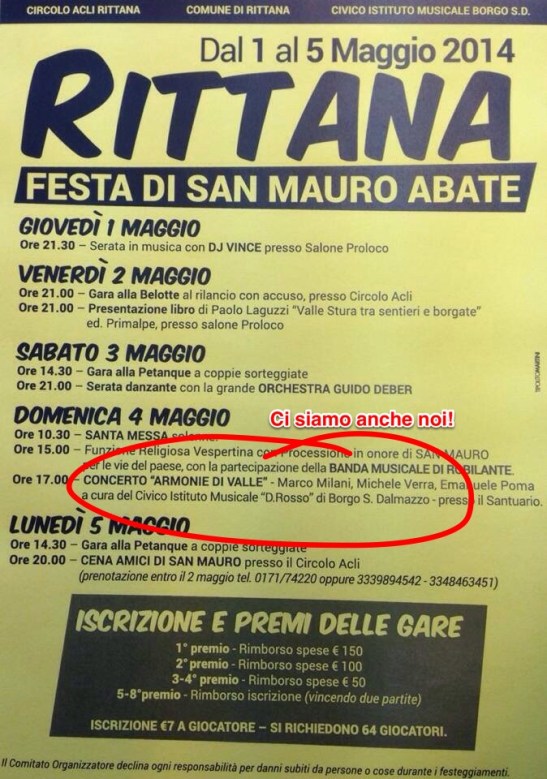 CIRCOLO ACLI RITTANA COMUNE DI RITTANA CIVICO ISTITUTO MUSICALE BORGO S.D.
Dal 1 al 5 Maggio 2014
RITTANA
FESTA DI SAN MAURO ABATE
GIOVEDÌ 1 MAGGIO
Ore 21.30 – Serata in musica con DJ VINCE presso Salone Proloco
VENERDÌ 2 MAGGIO
Ore 21.00 – Gara alla Belotte al rilancio con accuso, presso Circolo Acli
Ore 21.00 – Presentazione libro di Paolo Laguzzi "Valle Stura tra sentieri e borgate"
ed. Primalpe, presso salone Proloco
SABATO 3 MAGGIO
Ore 14.30 – Gara alla Petanque a coppie sorteggiate
Ore 21.00 – Serata danzante con la grande ORCHESTRA GUIDO DEBER
DOMENICA 4 MAGGIO
Ci siamo anche noi!
Ore 10.30 – SANTA MESSA solenne.
Ore 15.00 – Funzione Religiosa Vespertina con Processione in onore di SAN MAURO
per le vie del paese, con la partecipazione della BANDA MUSICALE DI ROBILANTE.
Ore 17.00 – CONCERTO "ARMONIE DI VALLE" - Marco Milani, Michele Verra, Emanuele Poma
a cura del Civico Istituto Musicale "D.Rosso" di Borgo S. Dalmazzo - presso il Santuario.
LUNEDÌ 5 MAGGIO
Ore 14.30 – Gara alla Petanque a coppie sorteggiate
Ore 20.00 – CENA AMICI DI SAN MAURO presso il Circolo Acli
(prenotazione entro il 2 maggio tel. 0171/74220 oppure 3339894542 - 3348463451)
ISCRIZIONE E PREMI DELLE GARE
1° premio - Rimborso spese € 150
2° premio - Rimborso spese € 100
3-4° premio - Rimborso spese € 50
5-8°premio - Rimborso iscrizione (vincendo due partite)
ISCRIZIONE €7 A GIOCATORE – SI RICHIEDONO 64 GIOCATORI.
Il Comitato Organizzatore declina ogni responsabilità per danni subiti da persone o cose durante i festeggiamenti.